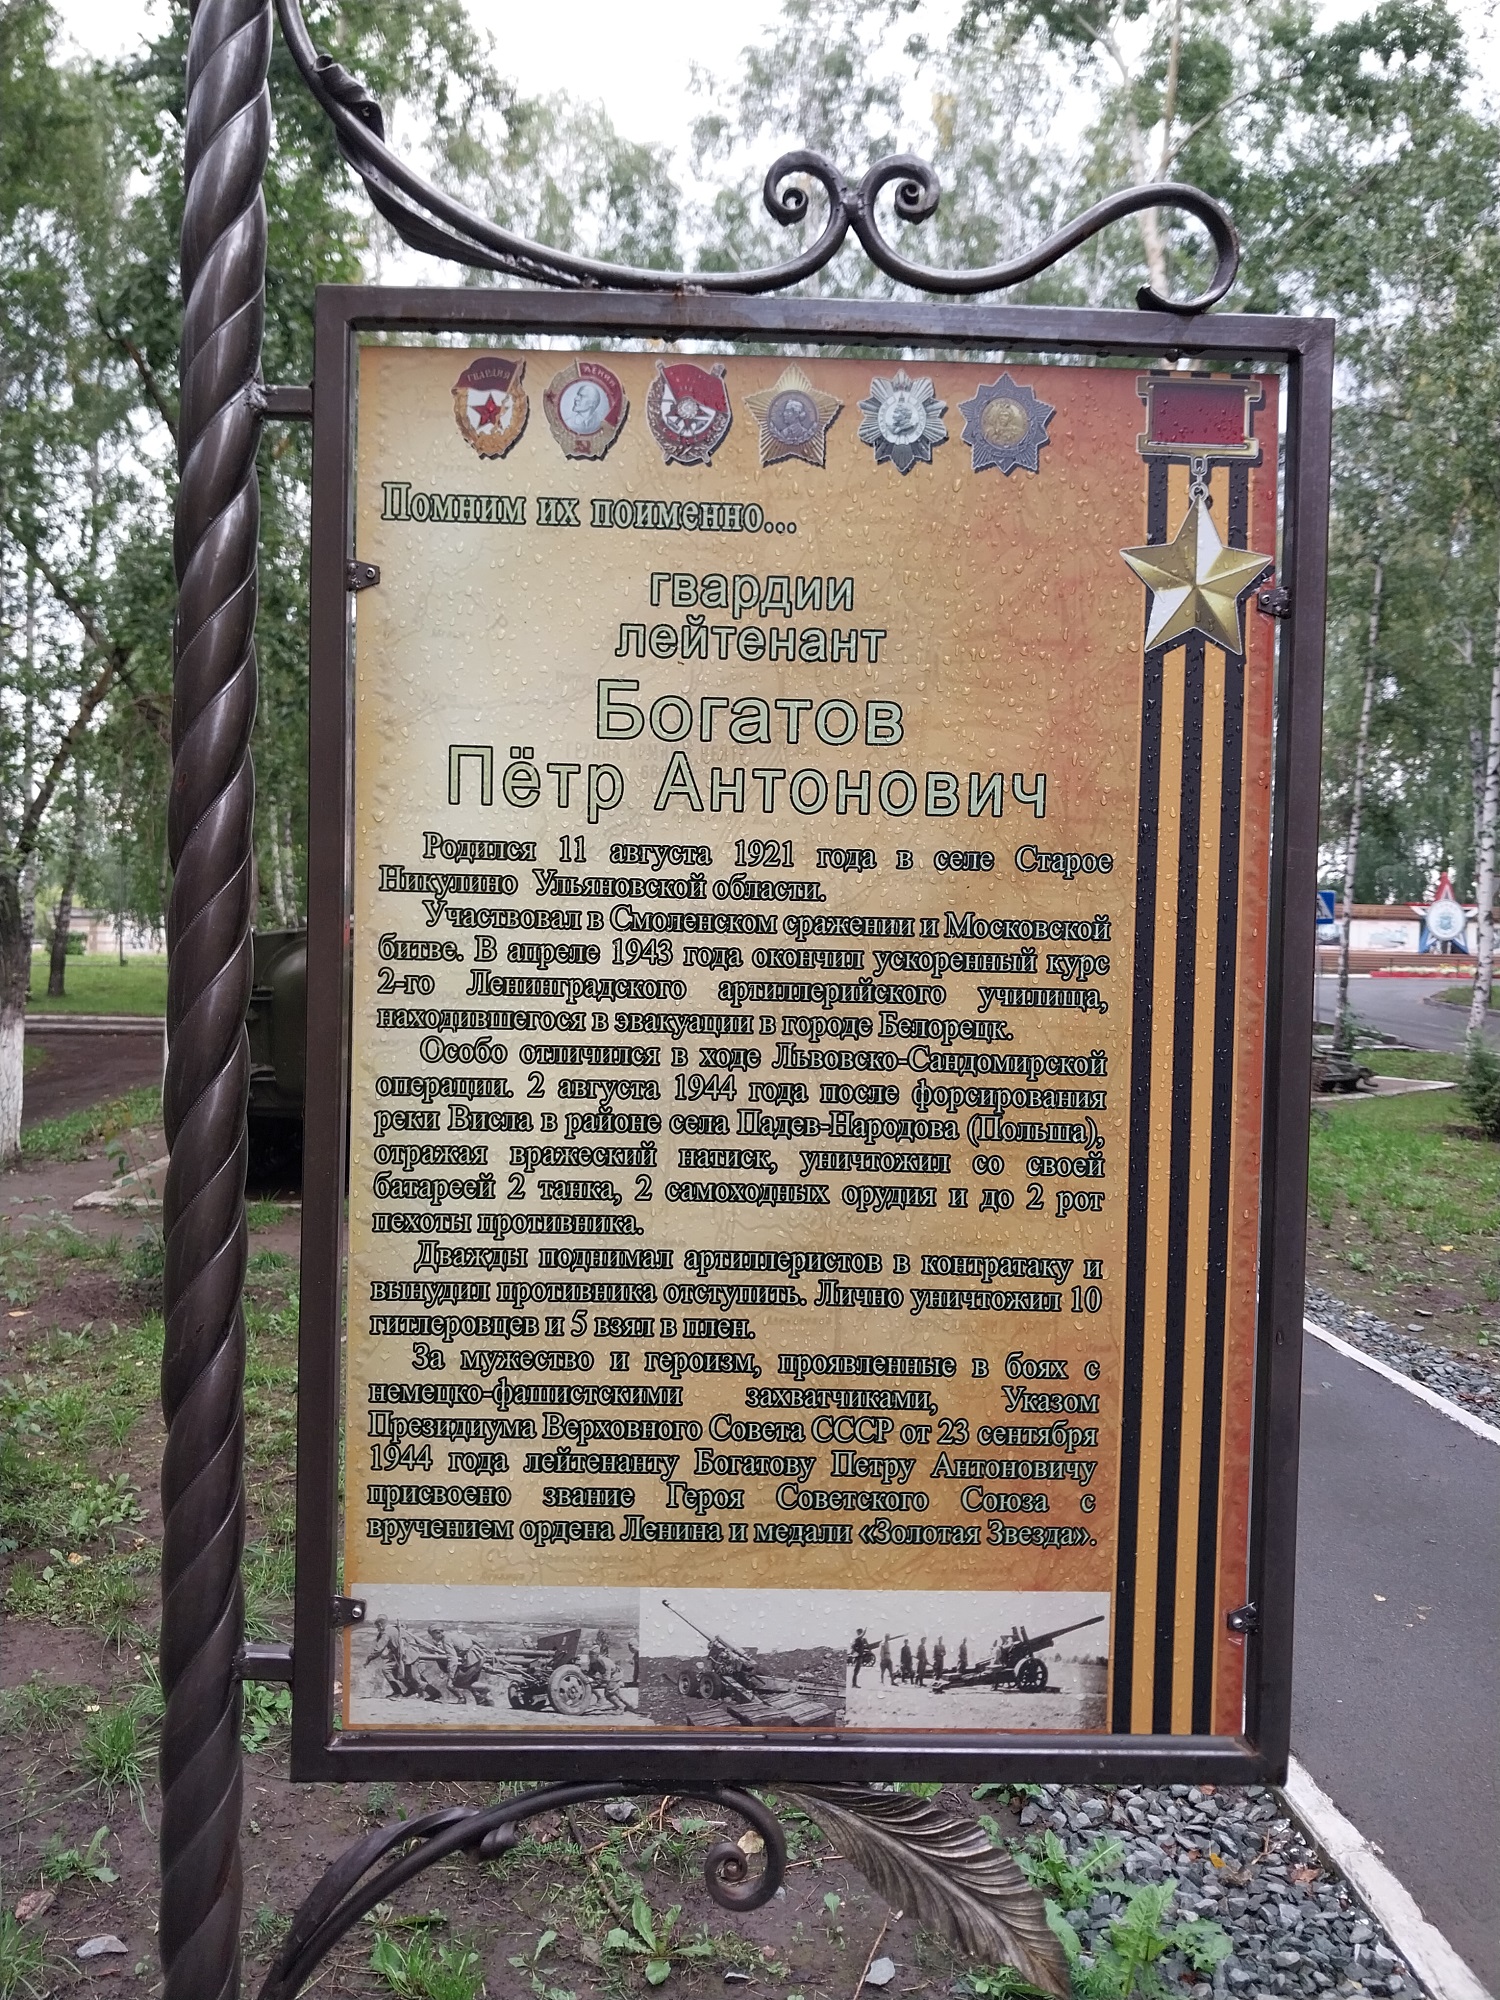 ГВАРДИЯ
ЛЕНИН
Помним их поименно...
гвардии
лейтенант
Богатов
Пётр Антонович
Родился 11 августа 1921 года в селе Старое
Никулино Ульяновской области.
Участвовал в Смоленском сражении и Московской
битве. В апреле 1943 года окончил ускоренный курс
2-го Ленинградского артиллерийского училища,
находившегося в эвакуации в городе Белорецк.
Особо отличился в ходе Львовско-Сандомирской
операции. 2 августа 1944 года после форсирования
реки Висла в районе села Падев-Народова (Польша),
отражая вражеский натиск, уничтожил со своей
батареей 2 танка, 2 самоходных орудия и до 2 рот
пехоты противника.
Дважды поднимал артиллеристов в контратаку и
вынудил противника отступить. Лично уничтожил 10
гитлеровцев и 5 взял в плен.
За мужество и героизм, проявленные в боях с
немецко-фашистскими захватчиками, Указом
Президиума Верховного Совета СССР от 23 сентября
1944 года лейтенанту Богатову Петру Антоновичу
присвоено звание Героя Советского Союза с
вручением ордена Ленина и медали «Золотая Звезда».